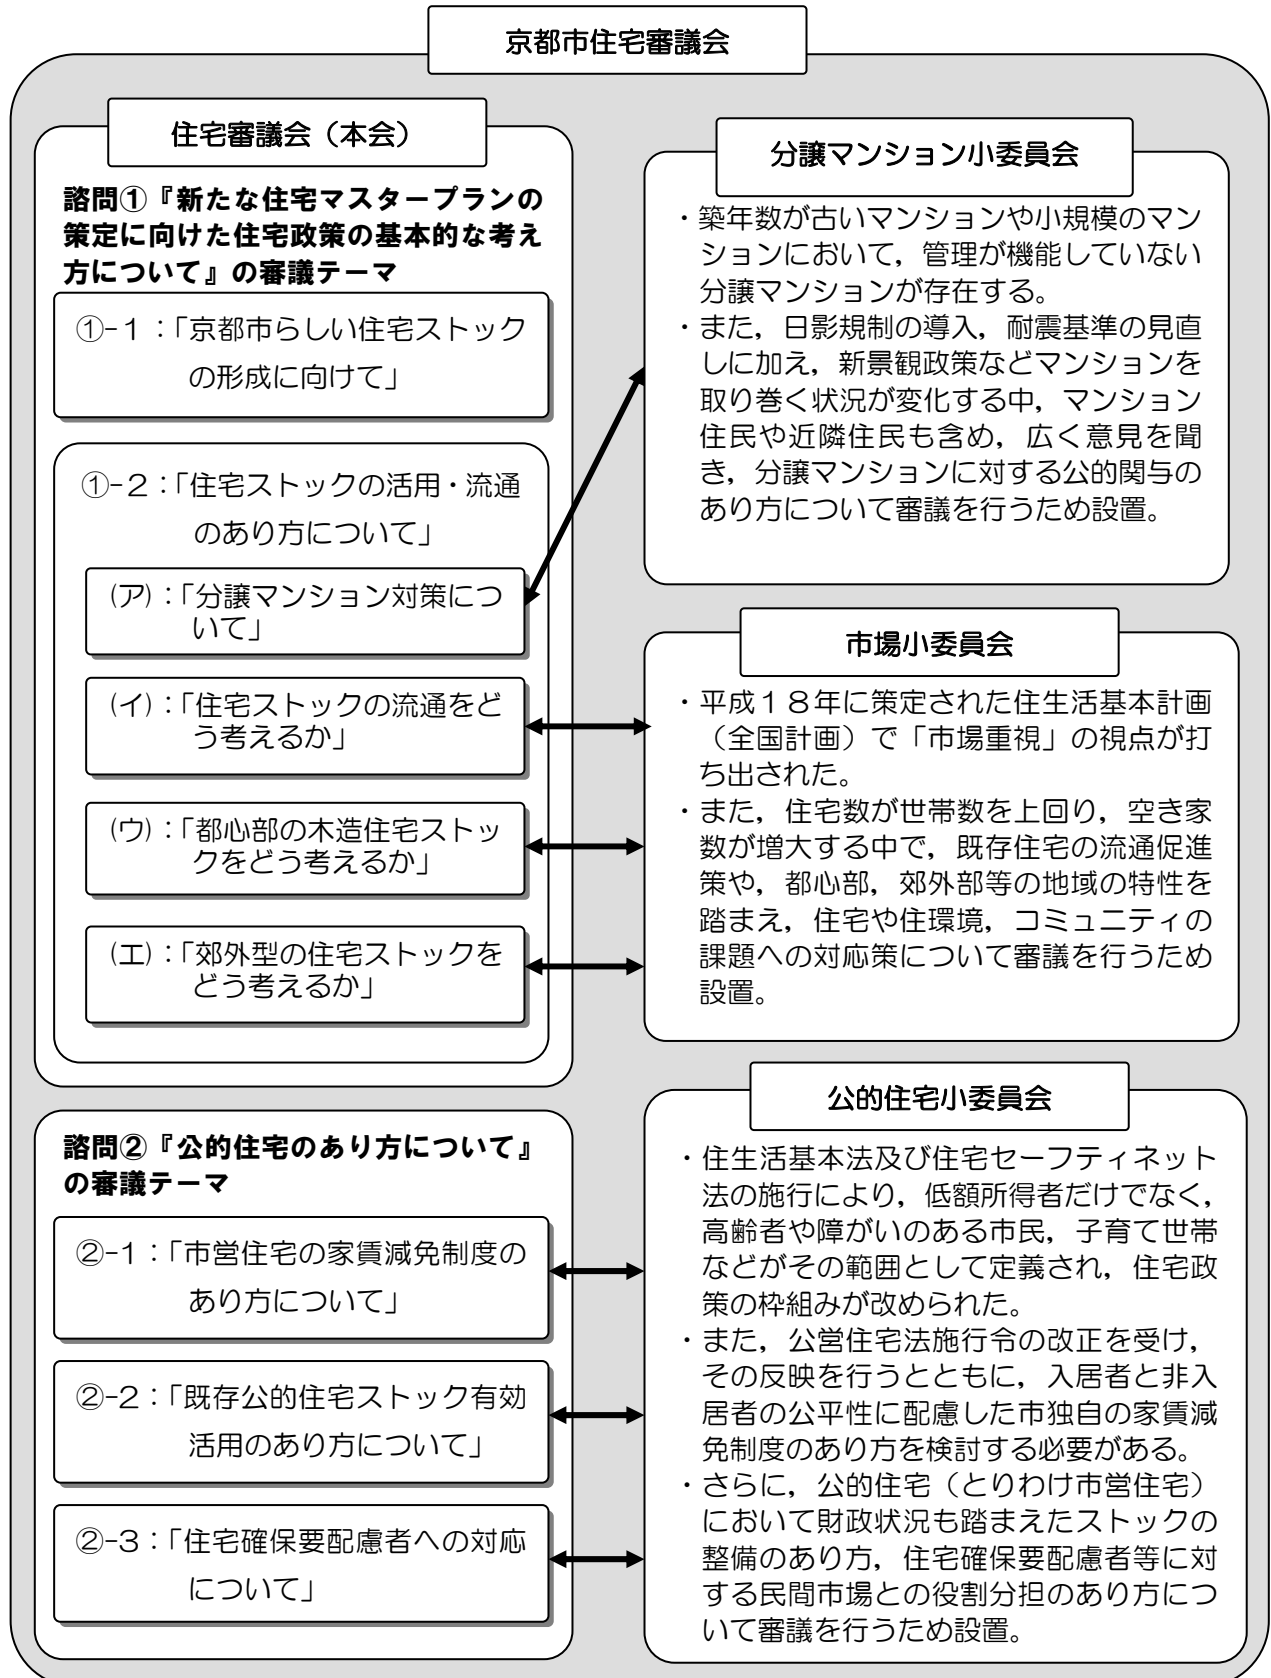 京都市住宅審議会
住宅審議会（本会）
諮問①『新たな住宅マスタープランの
策定に向けた住宅政策の基本的な考え
方について』の審議テーマ
①-１：「京都市らしい住宅ストック
の形成に向けて」
①-２：「住宅ストックの活用・流通
のあり方について」
(ア)：「分譲マンション対策につ
いて」
(イ)：「住宅ストックの流通をど
う考えるか」
(ウ)：「都心部の木造住宅ストッ
クをどう考えるか」
(エ)：「郊外型の住宅ストックを
どう考えるか」
諮問②『公的住宅のあり方について』
の審議テーマ
②-１：「市営住宅の家賃減免制度の
あり方について」
②-２：「既存公的住宅ストック有効
活用のあり方について」
②-３：「住宅確保要配慮者への対応
について」
分譲マンション小委員会
・築年数が古いマンションや小規模のマン
ションにおいて，管理が機能していない
分譲マンションが存在する。
・また，日影規制の導入，耐震基準の見直
しに加え，新景観政策などマンションを
取り巻く状況が変化する中，マンション
住民や近隣住民も含め，広く意見を聞
き，分譲マンションに対する公的関与の
あり方について審議を行うため設置。
市場小委員会
・平成１８年に策定された住生活基本計画
（全国計画）で「市場重視」の視点が打
ち出された。
・また，住宅数が世帯数を上回り，空き家
数が増大する中で，既存住宅の流通促進
策や，都心部，郊外部等の地域の特性を
踏まえ，住宅や住環境，コミュニティの
課題への対応策について審議を行うため
設置。
公的住宅小委員会
・住生活基本法及び住宅セーフティネット
法の施行により，低額所得者だけでなく，
高齢者や障がいのある市民，子育て世帯
などがその範囲として定義され，住宅政
策の枠組みが改められた。
・また，公営住宅法施行令の改正を受け，
その反映を行うとともに，入居者と非入
居者の公平性に配慮した市独自の家賃減
免制度のあり方を検討する必要がある。
・さらに，公的住宅（とりわけ市営住宅）
において財政状況も踏まえたストックの
整備のあり方，住宅確保要配慮者等に対
する民間市場との役割分担のあり方につ
いて審議を行うため設置。